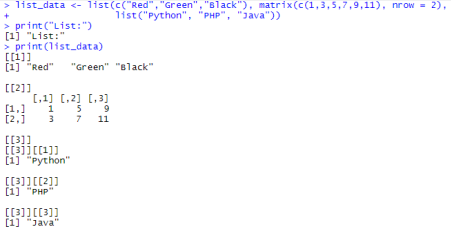 > list_data <- list(c("Red","Green","Black"), matrix(c(1,3,5,7,9,11), nrow = 2),
+                   list("Python", "PHP", "Java"))
> print("List:")
[1] "List:"
> print(list_data)
[[1]]
[1] "Red"   "Green" "Black"

[[2]]
     [,1] [,2] [,3]
[1,]    1    5    9
[2,]    3    7   11

[[3]]
[[3]][[1]]
[1] "Python"

[[3]][[2]]
[1] "PHP"

[[3]][[3]]
[1] "Java"